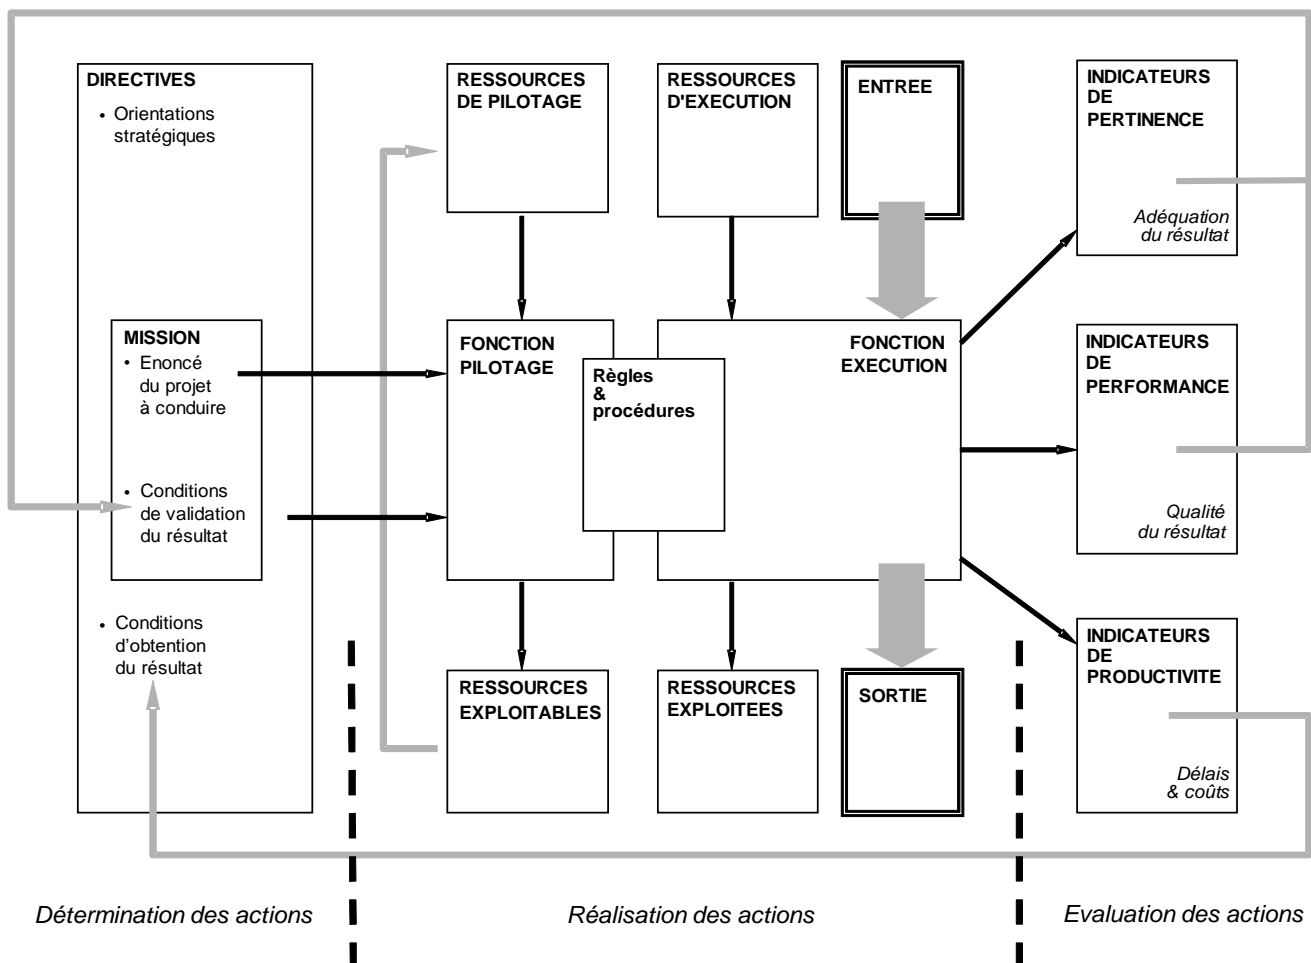 DIRECTIVES
• Orientations
stratégiques
MISSION
• Enoncé
du projet
à conduire
• Conditions
de validation
du résultat
• Conditions
d'obtention
du résultat
RESSOURCES
DE PILOTAGE
RESSOURCES
D'EXECUTION
ENTREE
FONCTION
PILOTAGE
Règles
&
procédures
FONCTION
EXECUTION
RESSOURCES
EXPLOITABLES
RESSOURCES
EXPLOITEES
SORTIE
INDICATEURS
DE
PERTINENCE
Adéquation
du résultat
INDICATEURS
DE
PERFORMANCE
Qualité
du résultat
INDICATEURS
DE
PRODUCTIVITE
Délais
& coûts
Détermination des actions
Réalisation des actions
Evaluation des actions